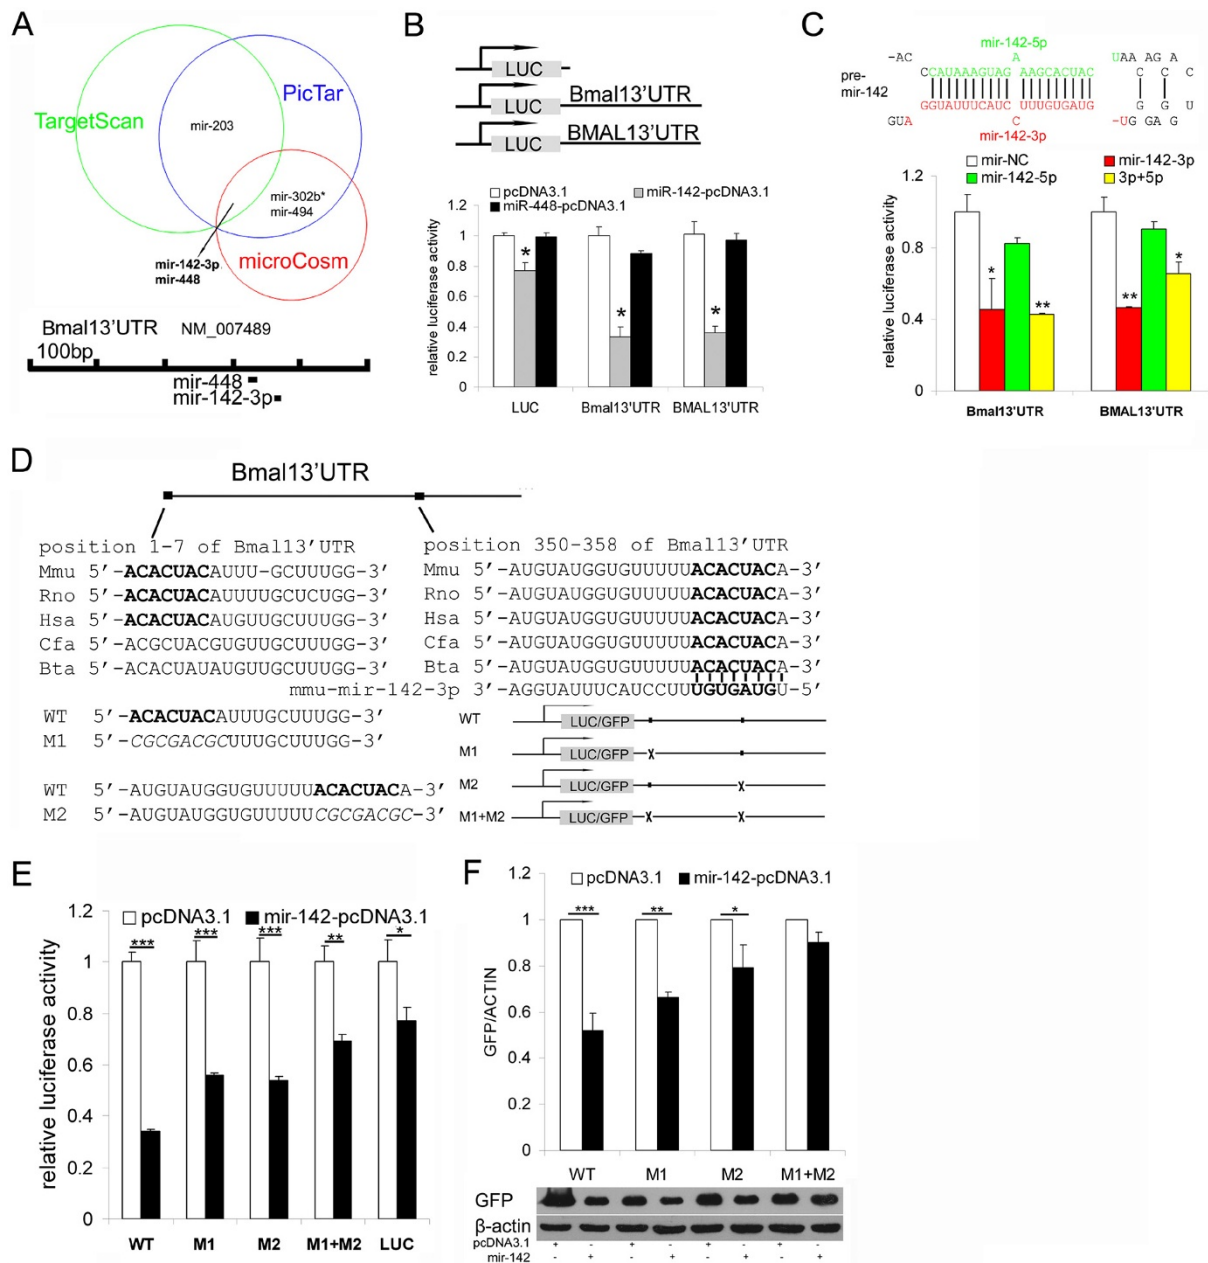 A
TargetScan
PicTar
mir-203
mir-302b*
mir-494
mir-142-3p
mir-448
microCosm
Bmal13'UTR NM_007489
100bp
mir-448
mir-142-3p
B
LUC
LUC Bmal13'UTR
LUC BMAL13'UTR
pcDNA3.1 miR-142-pcDNA3.1
miR-448-pcDNA3.1
relative luciferase activity
1.2
1
0.8
0.6
0.4
0.2
0
* * *
LUC Bmal13'UTR BMAL13'UTR
C
mir-142-5p
-AC A UAA AGA
pre-mir-142
CCAUAAAGUAG AAGCACUAC C C C
GGUAUUUCAUC UUUGUGAUG G G U
GUA C -UG GAG
mir-142-3p
mir-NC mir-142-3p
mir-142-5p 3p+5p
relative luciferase activity
1.2
0.8
0.4
0
* ** ** *
Bmal13'UTR BMAL13'UTR
D
Bmal13'UTR
position 1-7 of Bmal13'UTR
Mmu 5'-ACACUACAUUU-GCUUUGG-3'
Rno 5'-ACACUACAUUUUGCUCUGG-3'
Hsa 5'-ACACUACAUGUUGCUUUGG-3'
Cfa 5'-ACGCUACGUGUUGCUUUGG-3'
Bta 5'-ACACUAUAUGUUGCUUUGG-3'
position 350-358 of Bmal13'UTR
Mmu 5'-AUGUAUGGUGUUUUUACACUACA-3'
Rno 5'-AUGUAUGGUGUUUUUACACUACA-3'
Hsa 5'-AUGUAUGGUGUUUUUACACUACA-3'
Cfa 5'-AUGUAUGGUGUUUUUACACUACA-3'
Bta 5'-AUGUAUGGUGUUUUUACACUACA-3'
mmu-mir-142-3p 3'-AGGUAUUUCAUCCUUUGUGAUGU-5'
WT 5'-ACACUACAUUUGCUUUGG-3'
M1 5'-CGCGACGCUUUGCUUUGG-3'
WT 5'-AUGUAUGGUGUUUUUACACUACA-3'
M2 5'-AUGUAUGGUGUUUUUCGCGACGC-3'
WT LUC/GFP
M1 LUC/GFP X
M2 LUC/GFP X
M1+M2 LUC/GFP X X
E
pcDNA3.1 mir-142-pcDNA3.1
relative luciferase activity
1.2
1
0.8
0.6
0.4
0.2
0
*** *** *** ** *
WT M1 M2 M1+M2 LUC
F
pcDNA3.1 mir-142-pcDNA3.1
GFP/ACTIN
1.2
1
0.8
0.6
0.4
0.2
0
*** ** *
WT M1 M2 M1+M2
GFP
β-actin
pcDNA3.1 + - + - + - + -
mir-142 - + - + - + - +